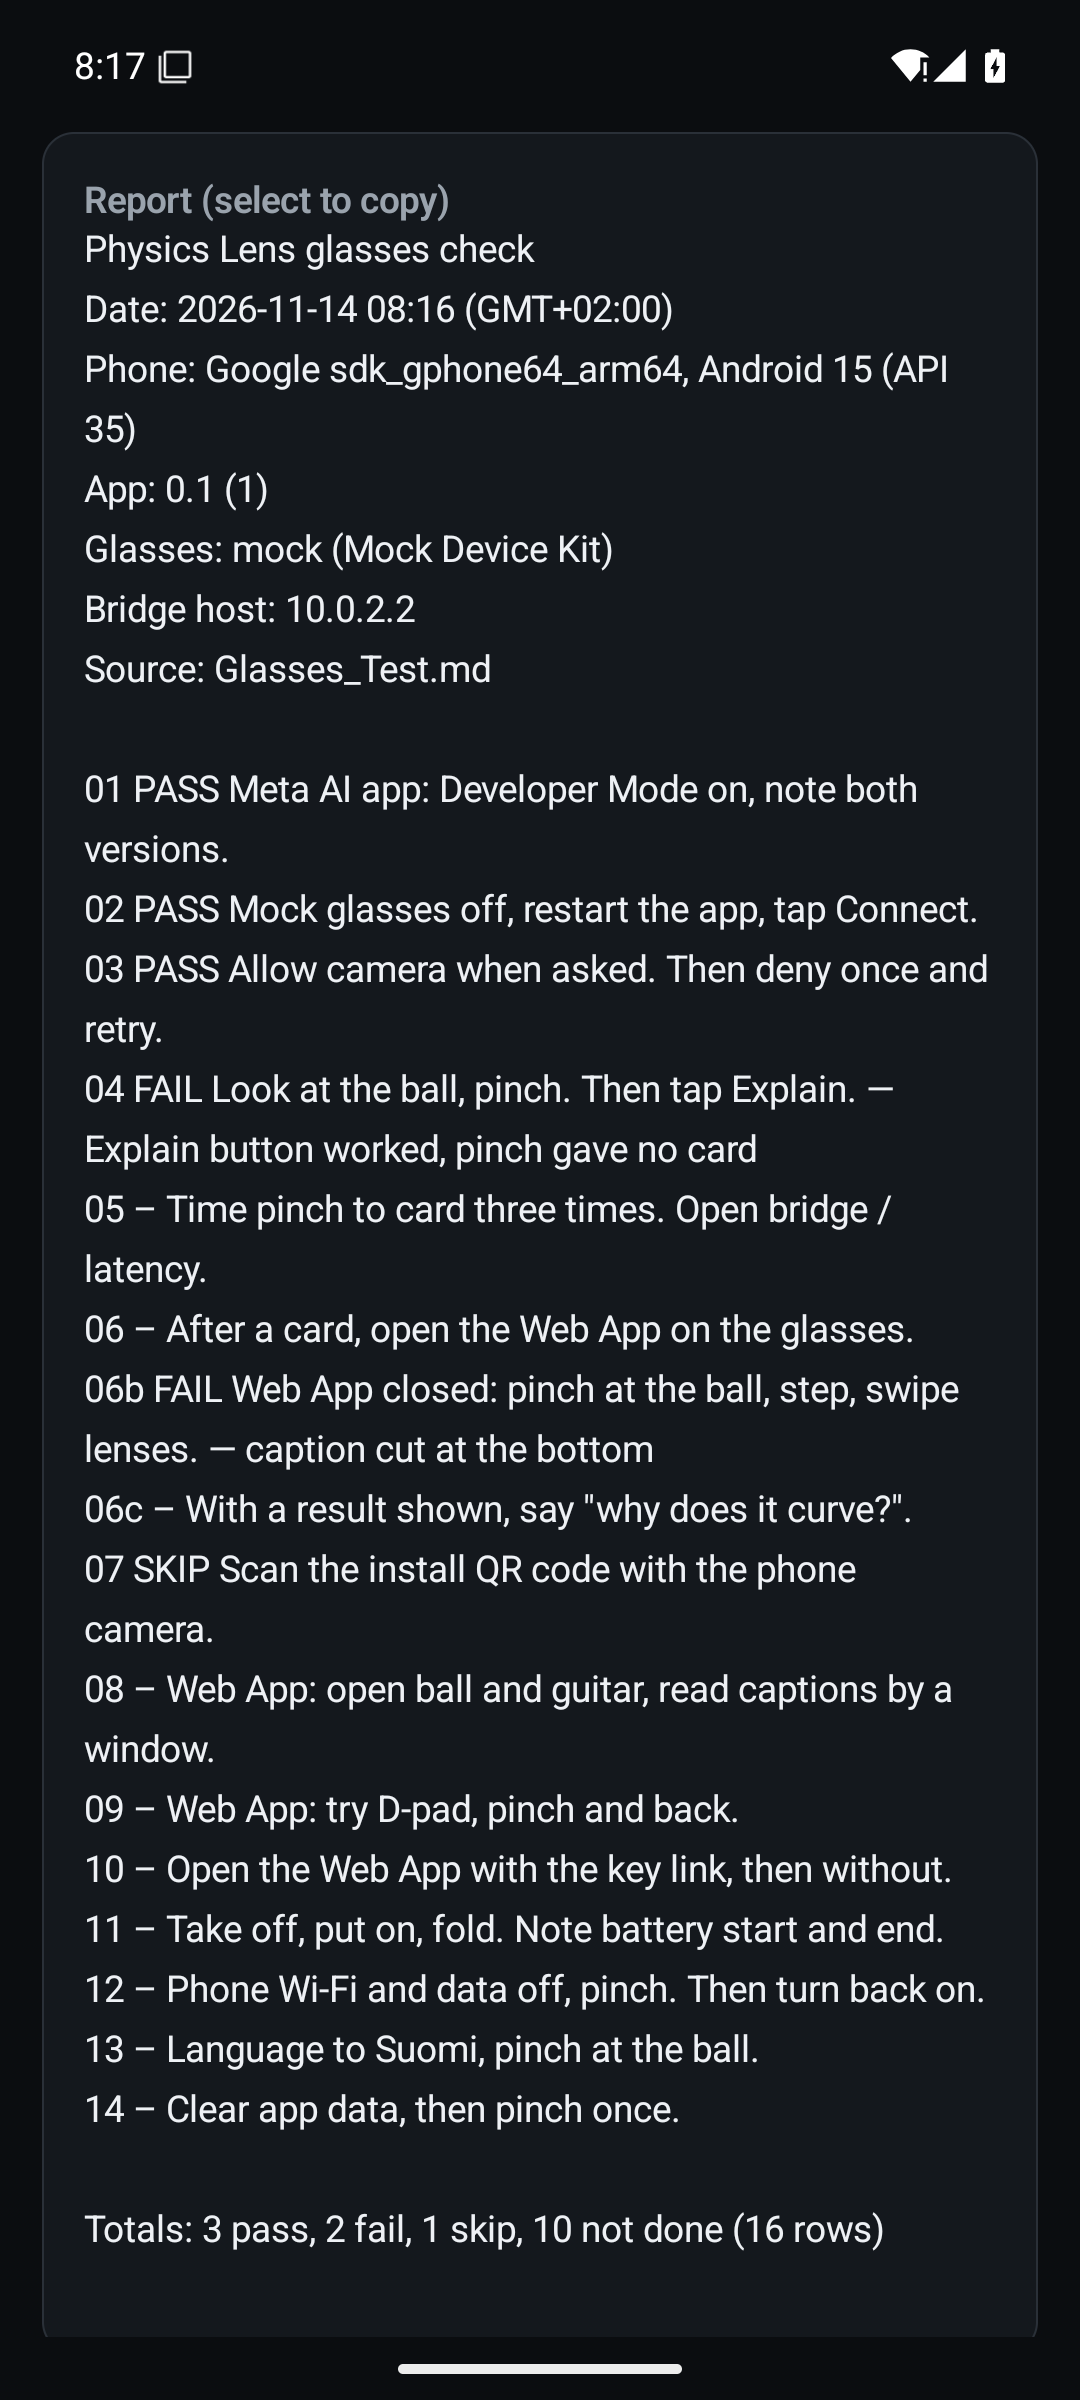 8:17
Report (select to copy)
Physics Lens glasses check
Date: 2026-11-14 08:16 (GMT+02:00)
Phone: Google sdk_gphone64_arm64, Android 15 (API
35)
App: 0.1 (1)
Glasses: mock (Mock Device Kit)
Bridge host: 10.0.2.2
Source: Glasses_Test.md
01 PASS Meta AI app: Developer Mode on, note both
versions.
02 PASS Mock glasses off, restart the app, tap Connect.
03 PASS Allow camera when asked. Then deny once and
retry.
04 FAIL Look at the ball, pinch. Then tap Explain. —
Explain button worked, pinch gave no card
05 – Time pinch to card three times. Open bridge /
latency.
06 – After a card, open the Web App on the glasses.
06b FAIL Web App closed: pinch at the ball, step, swipe
lenses. — caption cut at the bottom
06c – With a result shown, say "why does it curve?".
07 SKIP Scan the install QR code with the phone
camera.
08 – Web App: open ball and guitar, read captions by a
window.
09 – Web App: try D-pad, pinch and back.
10 – Open the Web App with the key link, then without.
11 – Take off, put on, fold. Note battery start and end.
12 – Phone Wi-Fi and data off, pinch. Then turn back on.
13 – Language to Suomi, pinch at the ball.
14 – Clear app data, then pinch once.
Totals: 3 pass, 2 fail, 1 skip, 10 not done (16 rows)